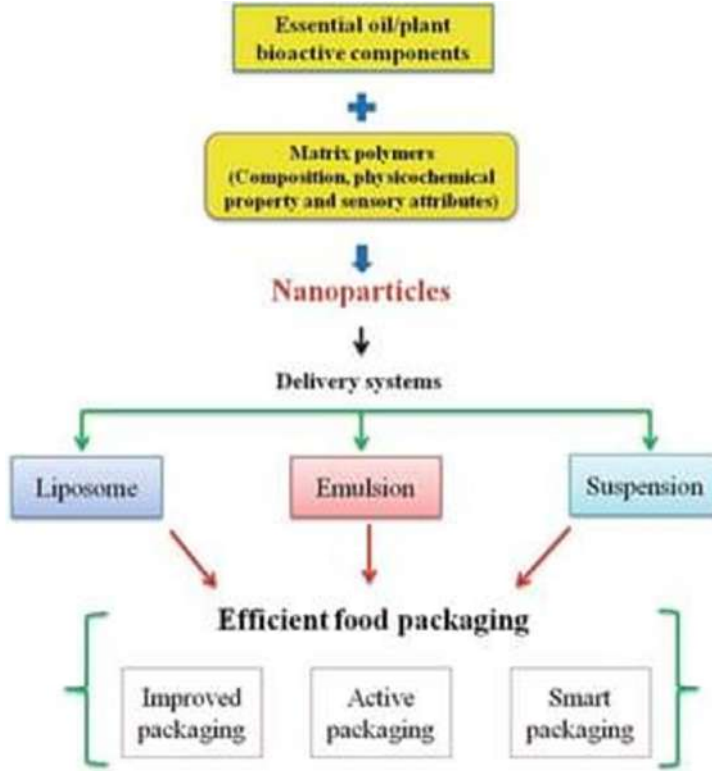 Essential oil/plant
bioactive components
Matrix polymers
(Composition, physicochemical
property and sensory attributes)
Nanoparticles
Delivery systems
Liposome
Emulsion
Suspension
Efficient food packaging
Improved
packaging
Active
packaging
Smart
packaging